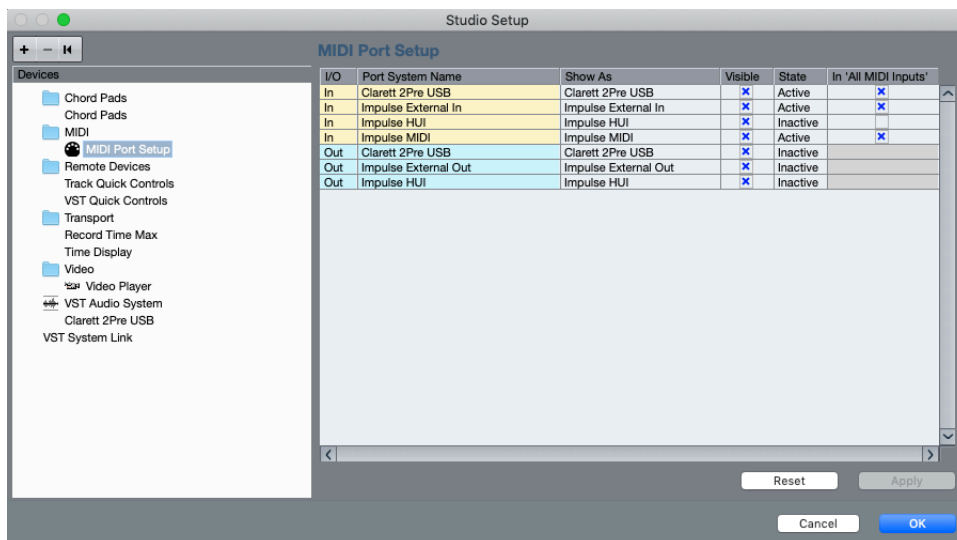 Studio Setup
+ −
Devices
Chord Pads
Chord Pads
MIDI
MIDI Port Setup
Remote Devices
Track Quick Controls
VST Quick Controls
Transport
Record Time Max
Time Display
Video
Video Player
VST Audio System
Clarett 2Pre USB
VST System Link
MIDI Port Setup
I/O Port System Name Show As Visible State In 'All MIDI Inputs'
In Clarett 2Pre USB Clarett 2Pre USB Active
In Impulse External In Impulse External In Active
In Impulse HUI Impulse HUI Inactive
In Impulse MIDI Impulse MIDI Active
Out Clarett 2Pre USB Clarett 2Pre USB Inactive
Out Impulse External Out Impulse External Out Inactive
Out Impulse HUI Impulse HUI Inactive
Reset Apply
Cancel OK